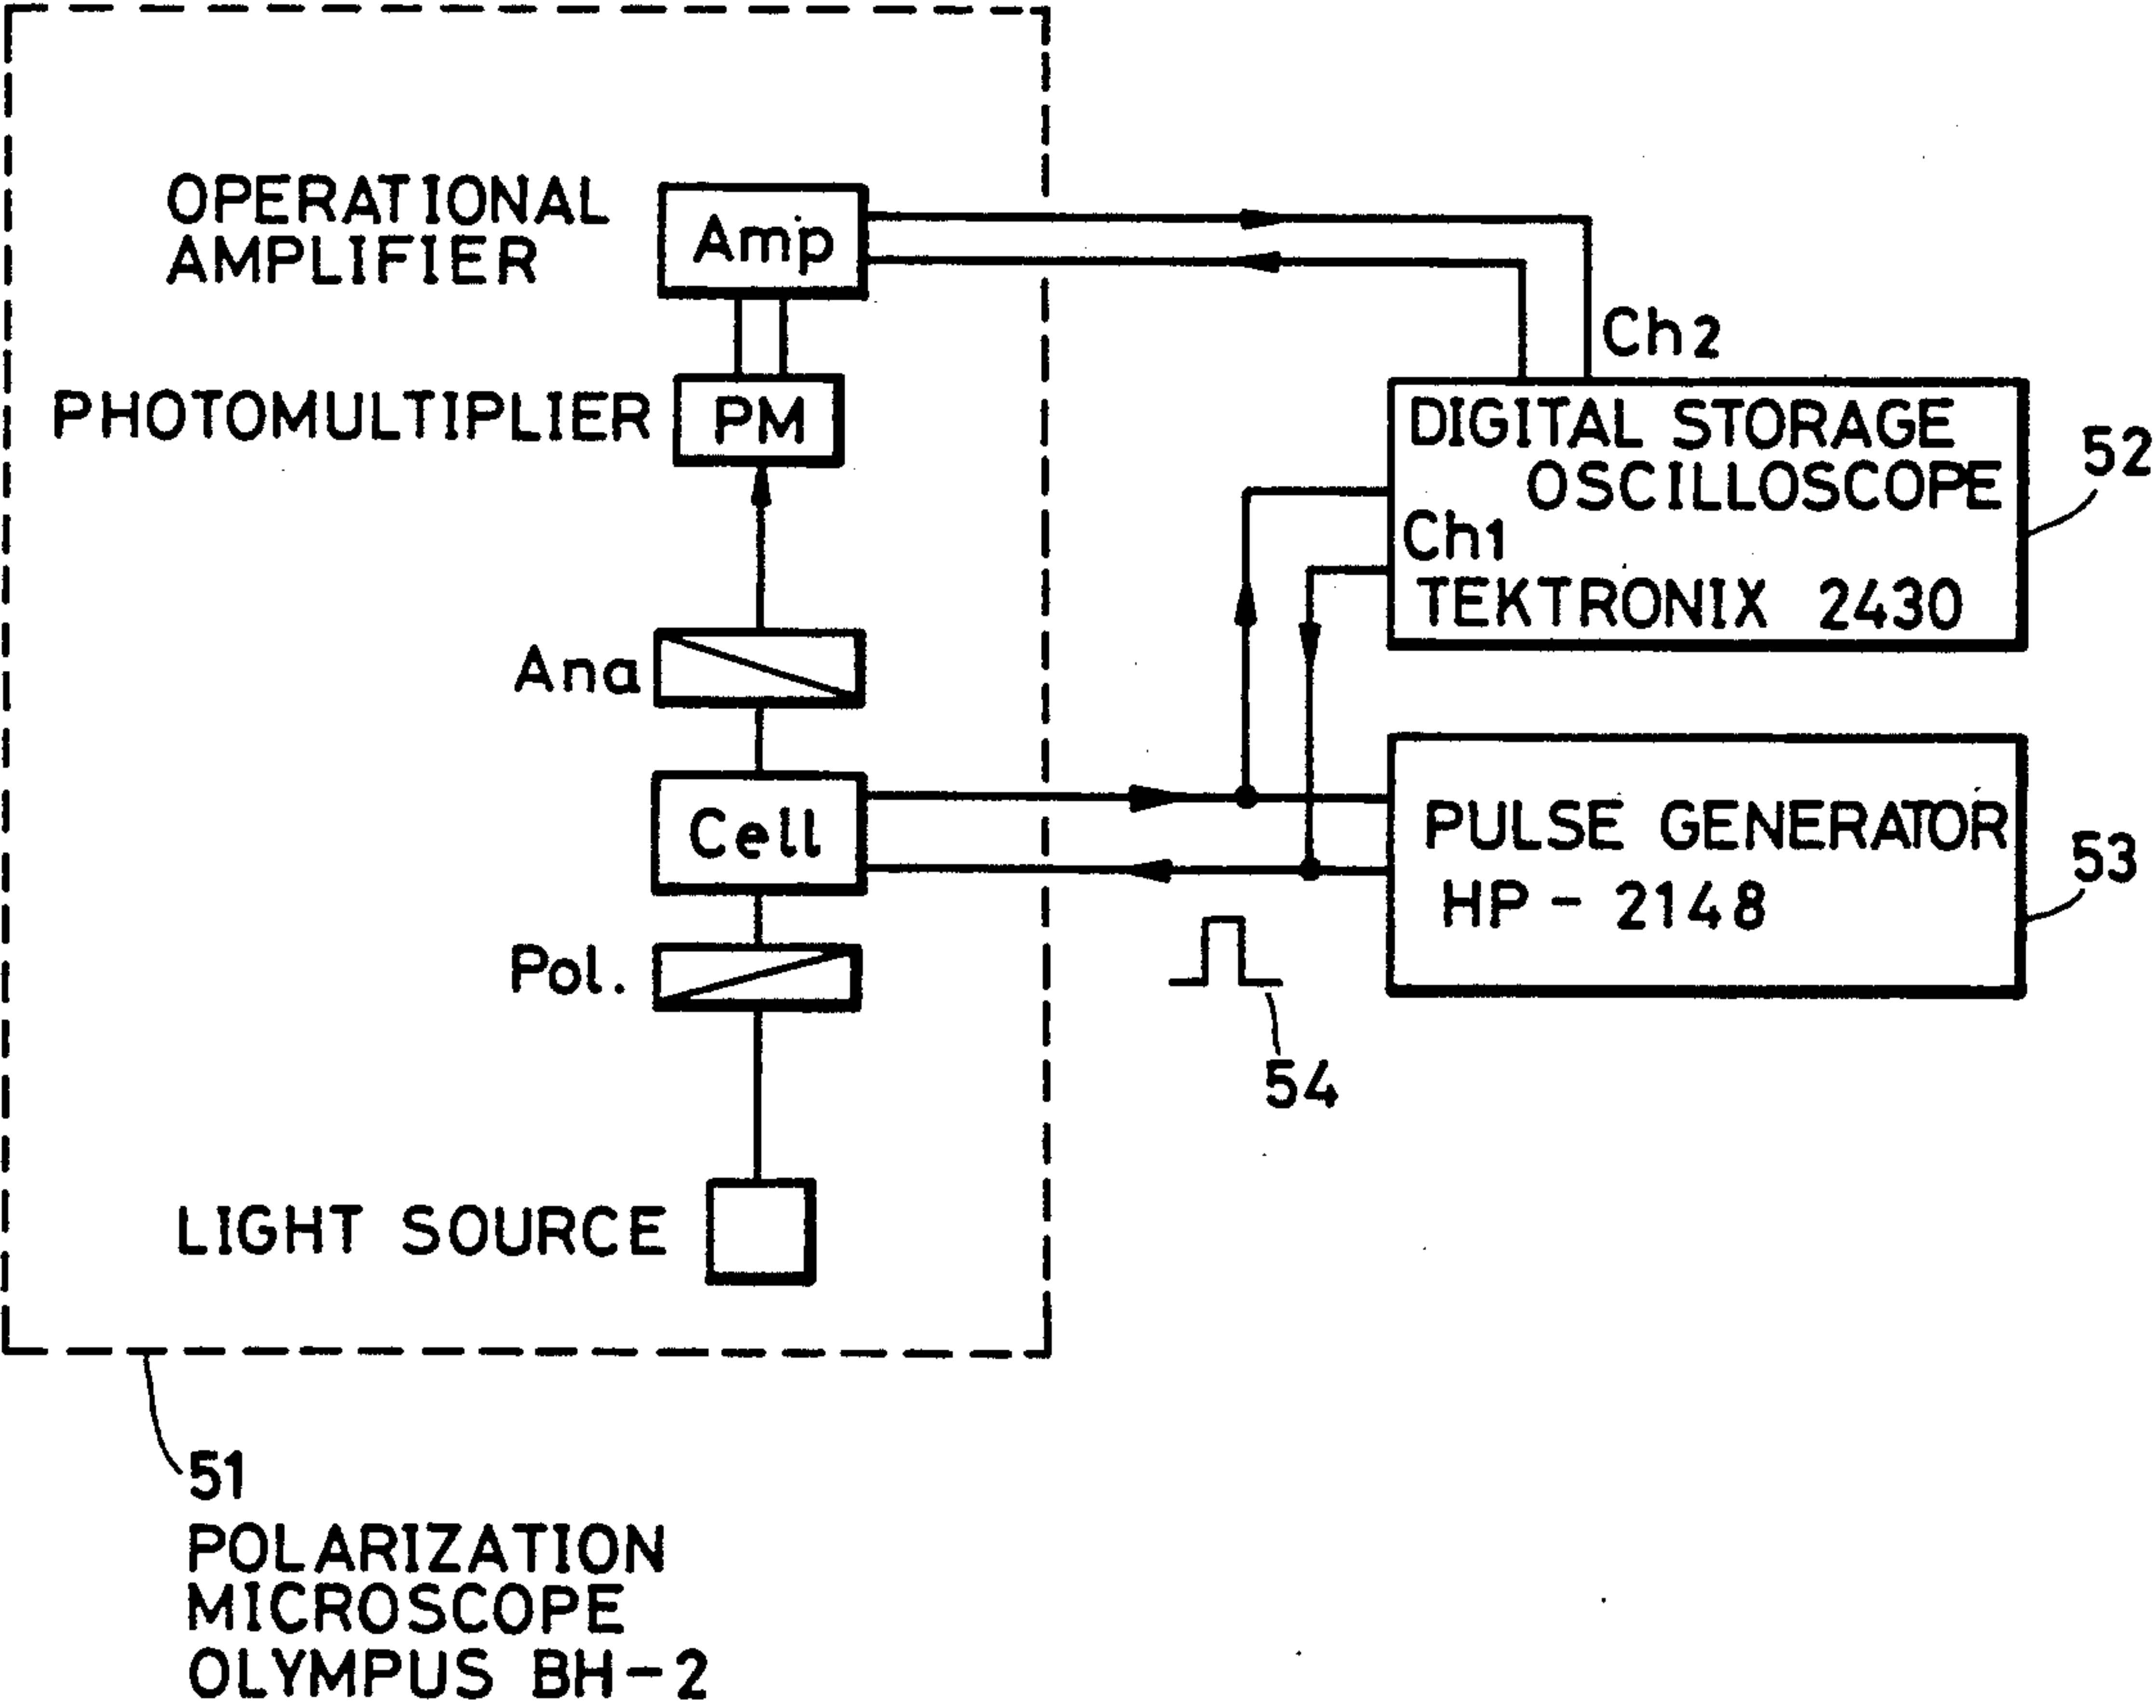 OPERATIONAL
AMPLIFIER
Amp
Ch2
PHOTOMULTIPLIER
PM
DIGITAL STORAGE
OSCILLOSCOPE
Ch1
TEKTRONIX 2430
52
Ana
Cell
PULSE GENERATOR
HP - 2148
53
Pol.
54
LIGHT SOURCE
51
POLARIZATION
MICROSCOPE
OLYMPUS BH-2